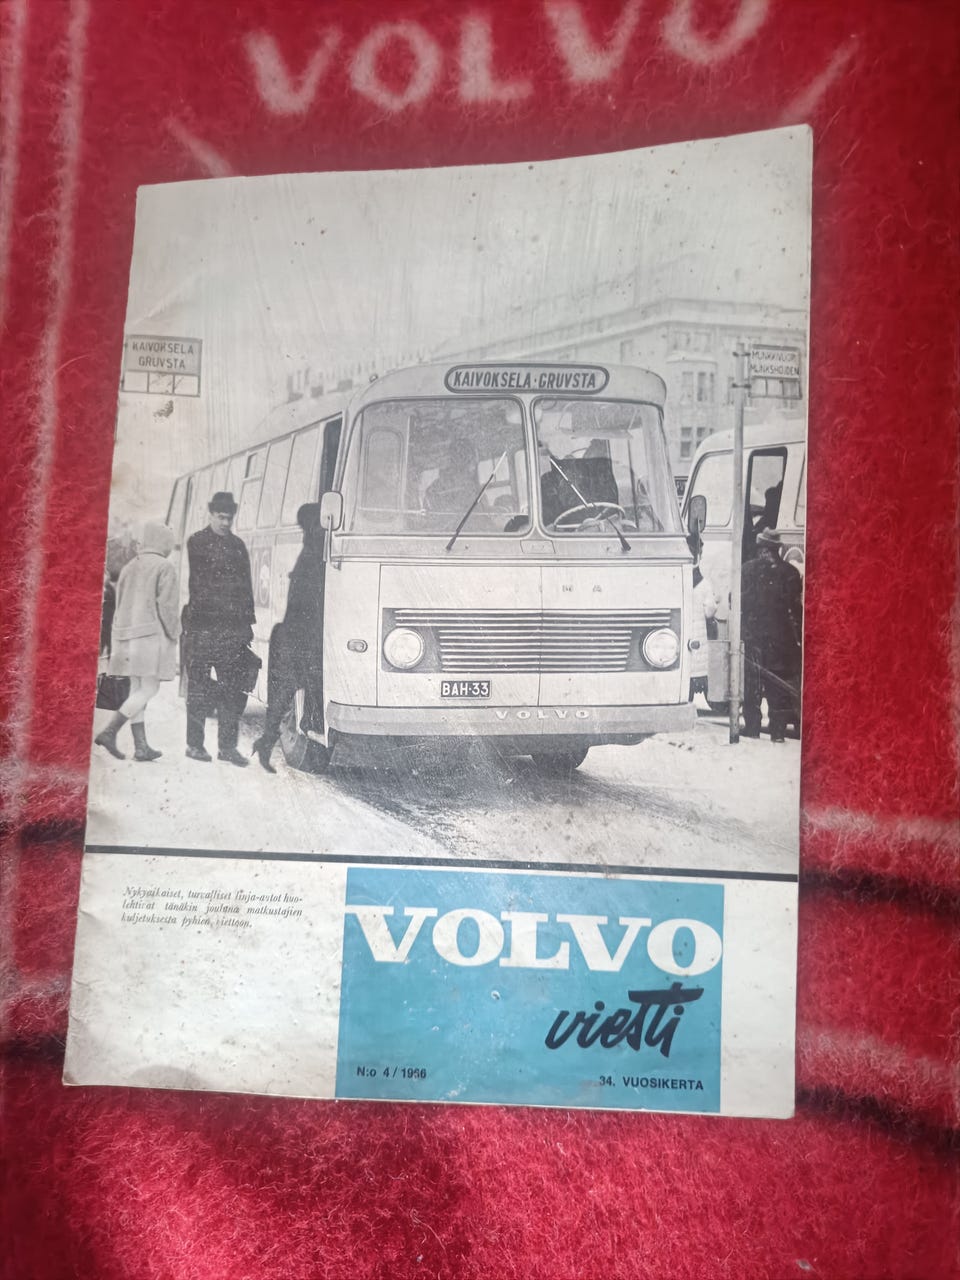 VOLVO
KAIVOKSELA
GRUVSTA
KAIVOKSELA·GRUVSTA
MUNKKIVUORI
MUNKSHÖJDEN
BAH-33
VOLVO
Nykyaikaiset, turvalliset linja-autot huo-
lehtivat tänäkin jouluna matkustajien
kuljetuksesta pyhien viettoon.
VOLVO
viesti
N:o 4 / 1966
34. VUOSIKERTA